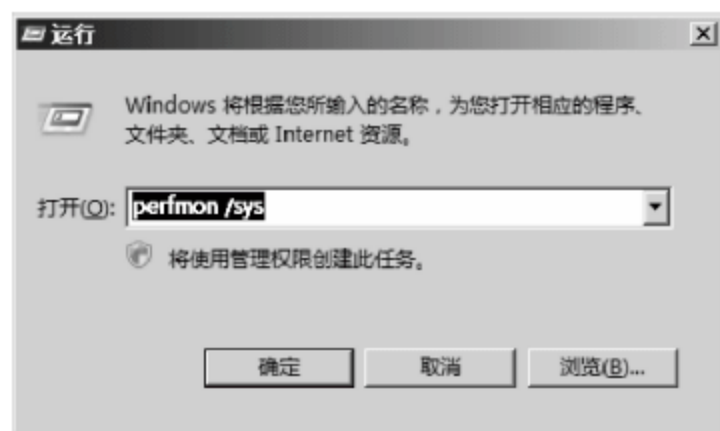 运行
Windows 将根据您所输入的名称，为您打开相应的程序、
文件夹、文档或 Internet 资源。
打开(O): perfmon /sys
将使用管理权限创建此任务。
确定 取消 浏览(B)...